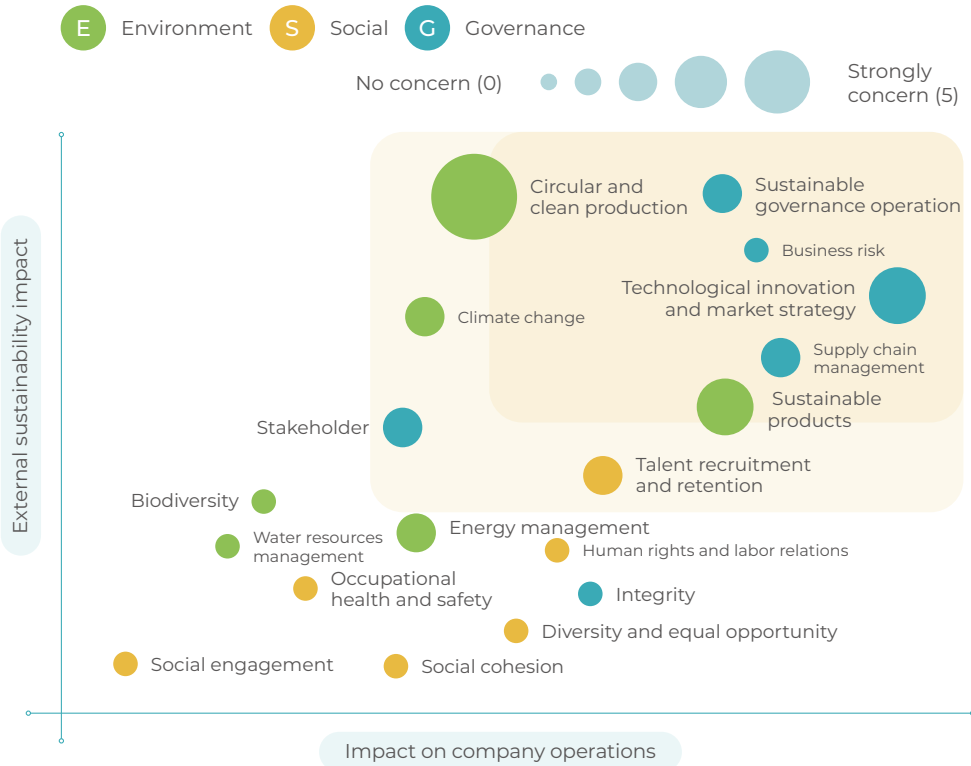 E Environment S Social G Governance
No concern (0)
Strongly
concern (5)
External sustainability impact
Circular and
clean production
Sustainable
governance operation
Business risk
Technological innovation
and market strategy
Climate change
Supply chain
management
Sustainable
products
Stakeholder
Talent recruitment
and retention
Biodiversity
Energy management
Water resources
management
Human rights and labor relations
Occupational
health and safety
Integrity
Diversity and equal opportunity
Social engagement
Social cohesion
Impact on company operations